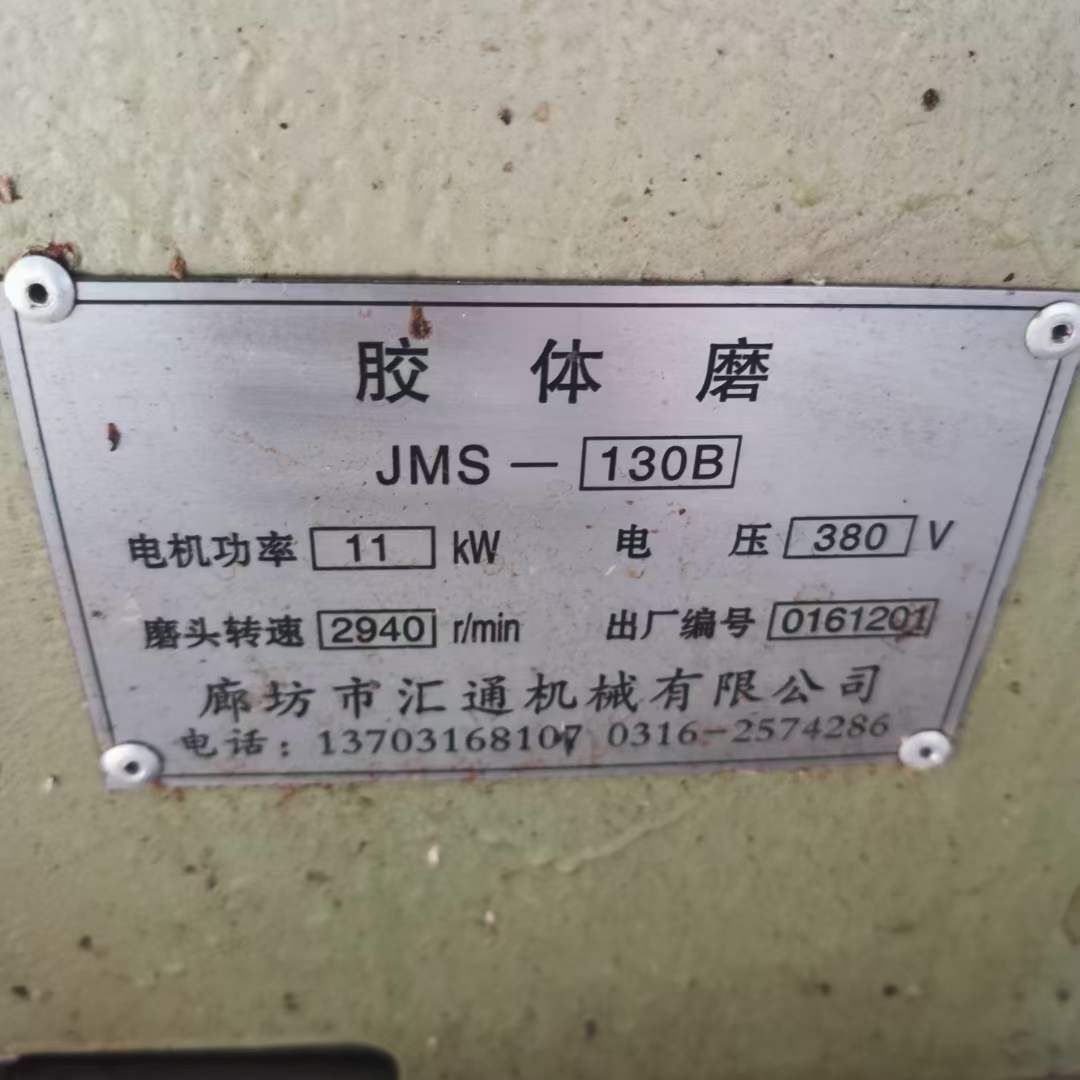 胶体磨
JMS－130B
电机功率 11 kW 电压 380 V
磨头转速 2940 r/min 出厂编号 0161201
廊坊市汇通机械有限公司
电话：13703168107 0316-2574286